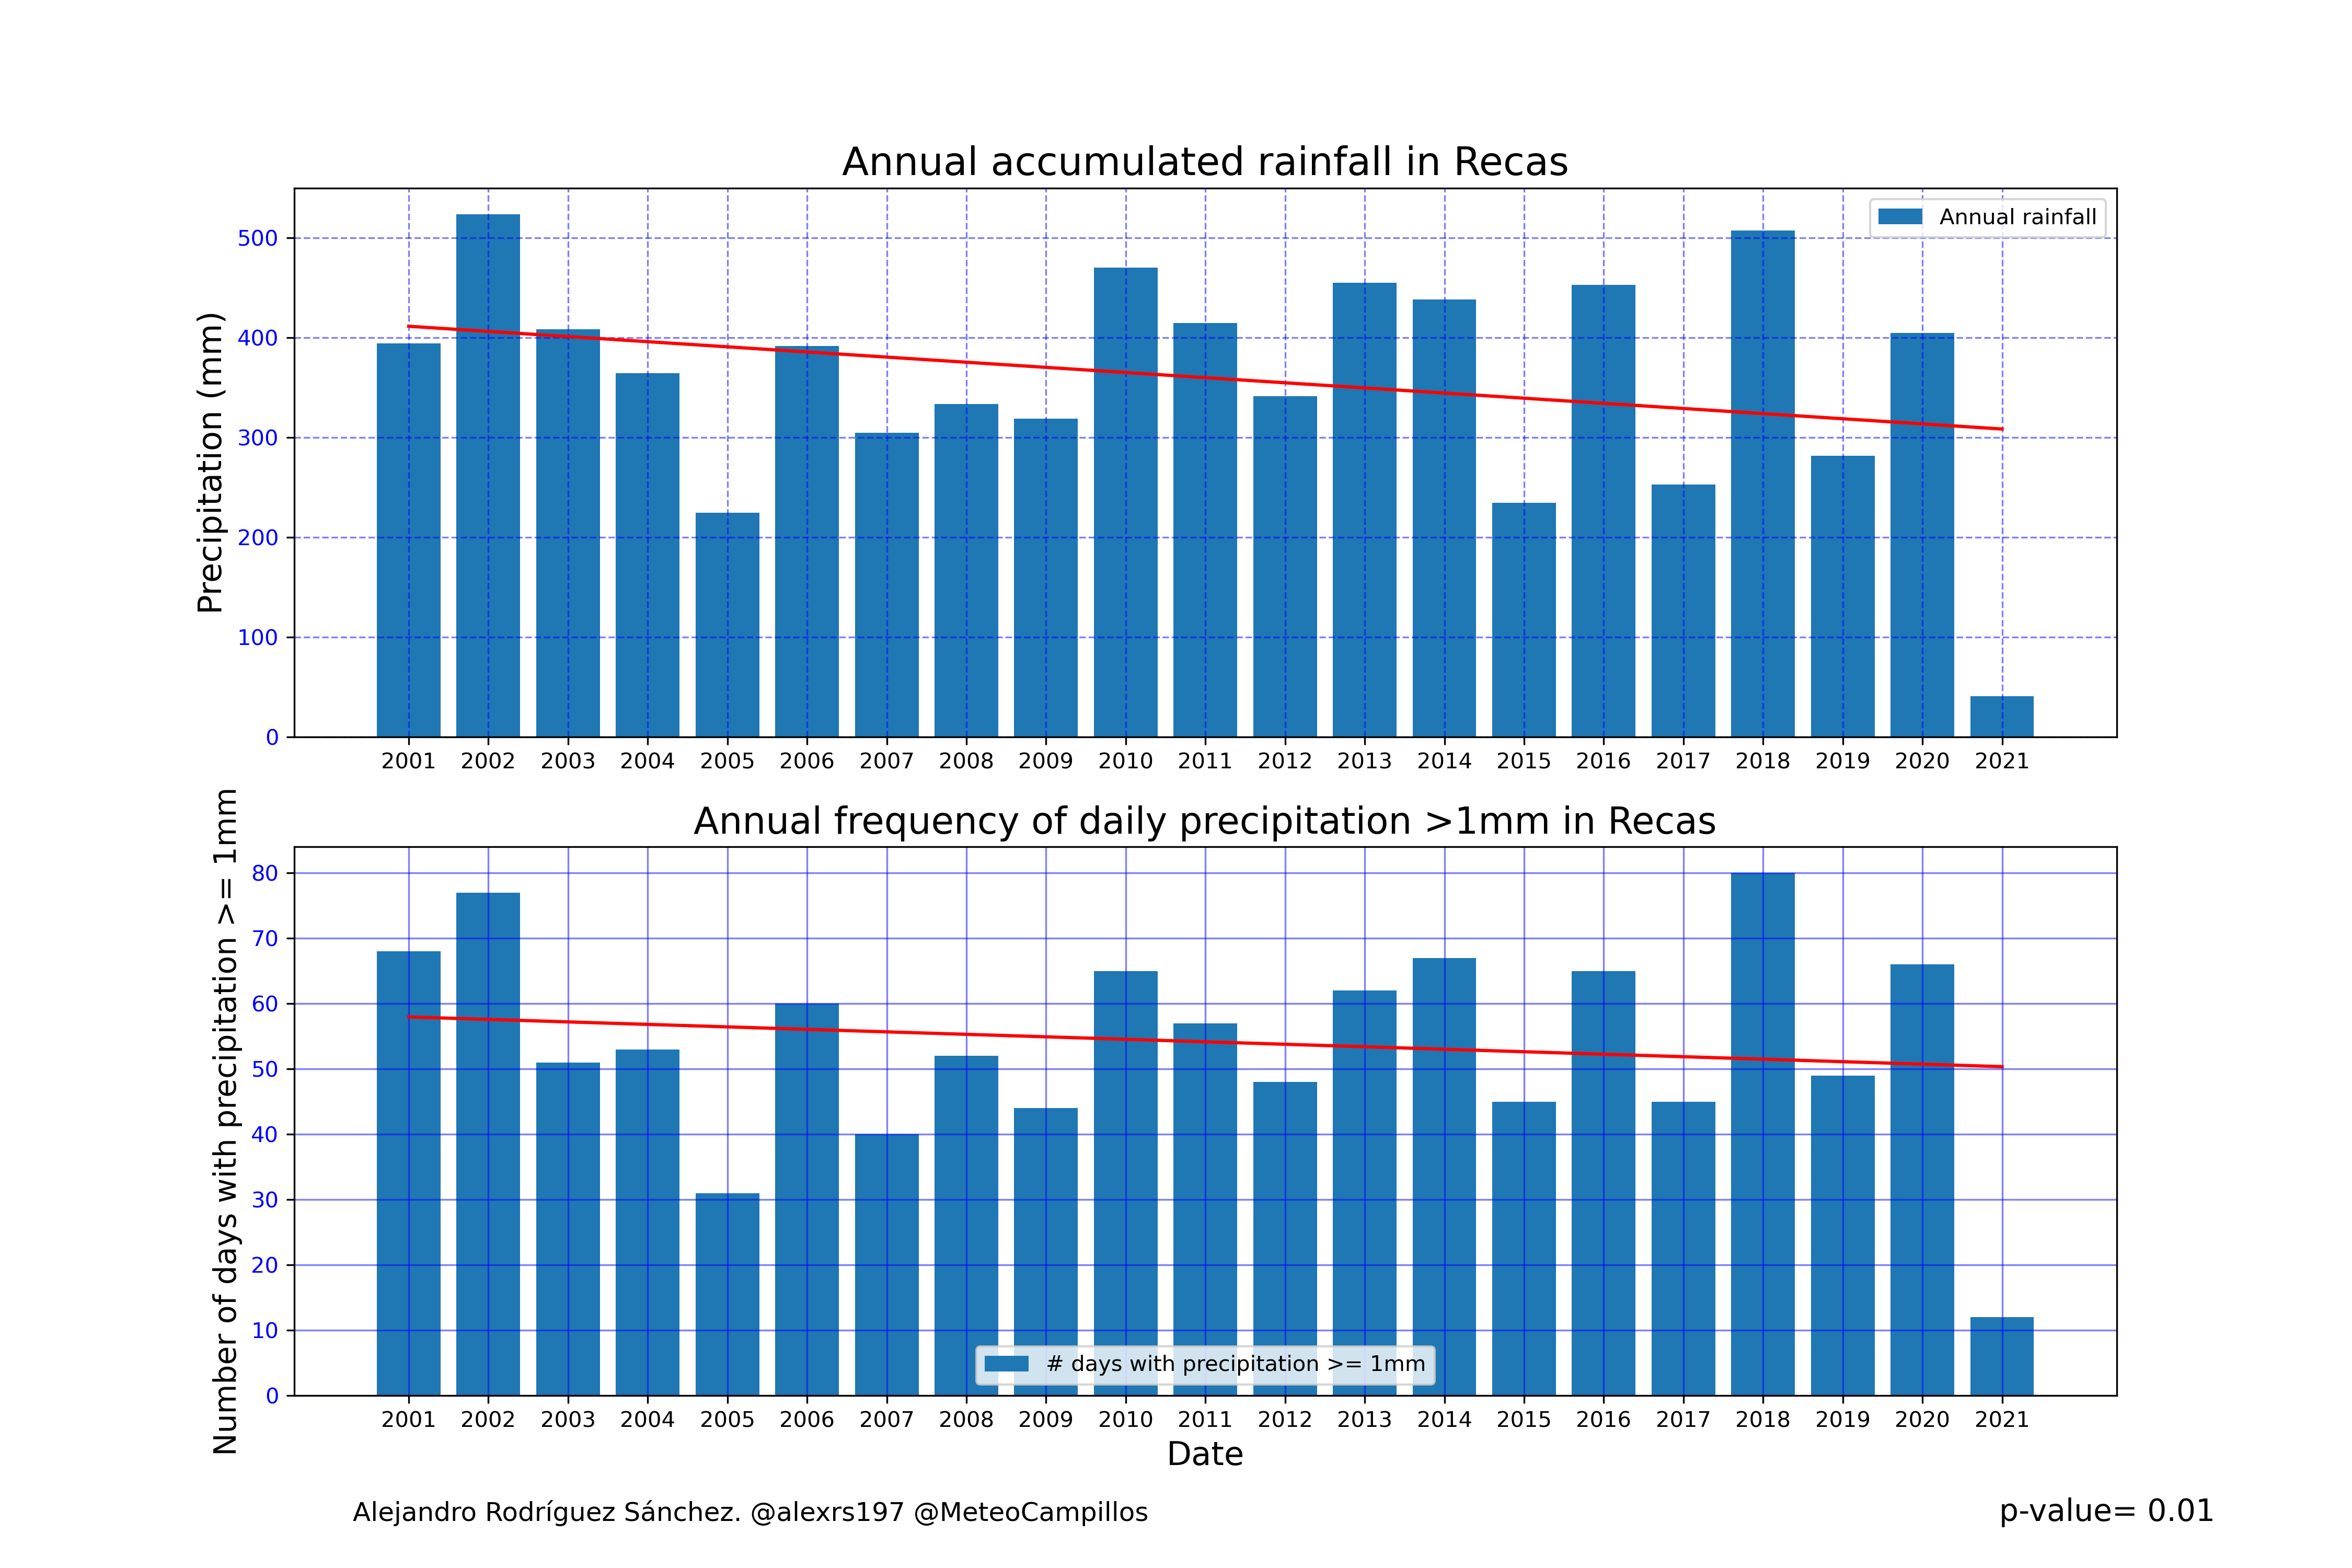 Annual accumulated rainfall in Recas
Annual rainfall
Precipitation (mm)
500
400
300
200
100
0
2001 2002 2003 2004 2005 2006 2007 2008 2009 2010 2011 2012 2013 2014 2015 2016 2017 2018 2019 2020 2021
Annual frequency of daily precipitation >1mm in Recas
Number of days with precipitation >= 1mm
80
70
60
50
40
30
20
10
0
# days with precipitation >= 1mm
2001 2002 2003 2004 2005 2006 2007 2008 2009 2010 2011 2012 2013 2014 2015 2016 2017 2018 2019 2020 2021
Date
Alejandro Rodríguez Sánchez. @alexrs197 @MeteoCampillos
p-value= 0.01